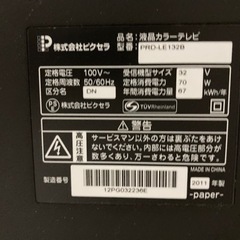 株式会社ピクセラ
品名：液晶カラーテレビ
型番：PRD-LE132B
定格電圧 100V～
定格周波数 50/60Hz
区分名 DN
受信機型サイズ 32 V
定格電力 70 W
年間電力量 67 kWh/年
PS E
株式会社ピクセラ
TÜVRheinland
高圧注意
警告
サービスマン以外の方は裏ぶたをあけ
ないでください。
内部には高電圧部分が数多くあり
万一さわると危険です。
MADE IN CHINA
製造番号
12PG032236E
2011 年製
-paper-